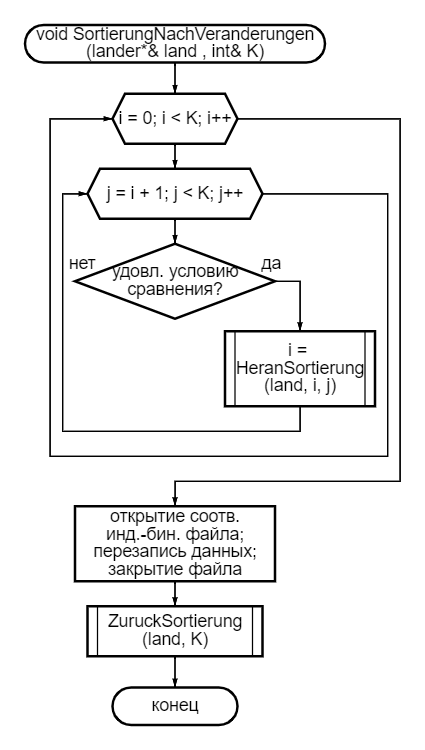 void SortierungNachVeranderungen
(lander*& land , int& K)
i = 0; i < K; i++
j = i + 1; j < K; j++
нет
удовл. условию
сравнения?
да
i =
HeranSortierung
(land, i, j)
открытие соотв.
инд.-бин. файла;
перезапись данных;
закрытие файла
ZuruckSortierung
(land, K)
конец